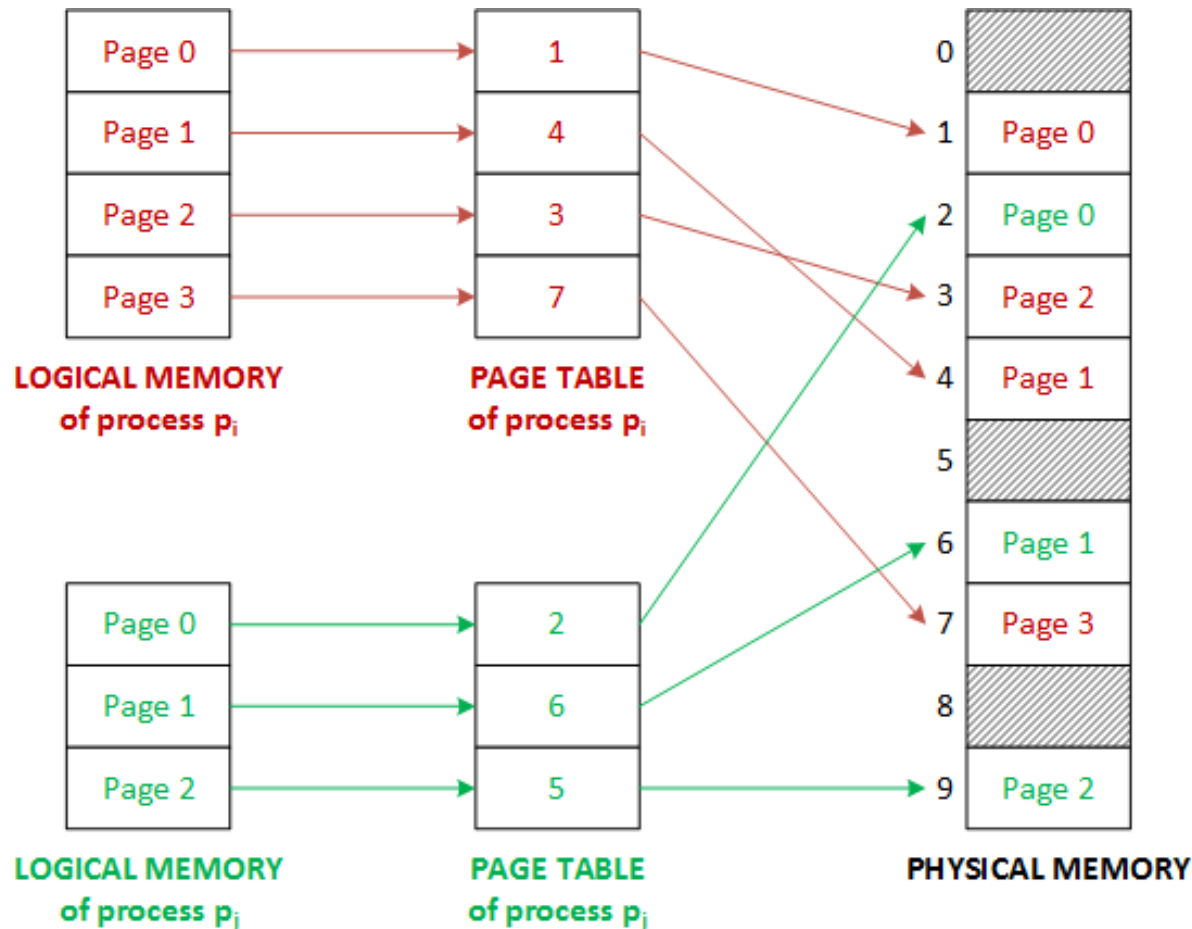 Page 0
Page 1
Page 2
Page 3
LOGICAL MEMORY
of process pi
1
4
3
7
PAGE TABLE
of process pi
Page 0
Page 1
Page 2
LOGICAL MEMORY
of process pj
2
6
5
PAGE TABLE
of process pj
0
1 Page 0
2 Page 0
3 Page 2
4 Page 1
5
6 Page 1
7 Page 3
8
9 Page 2
PHYSICAL MEMORY